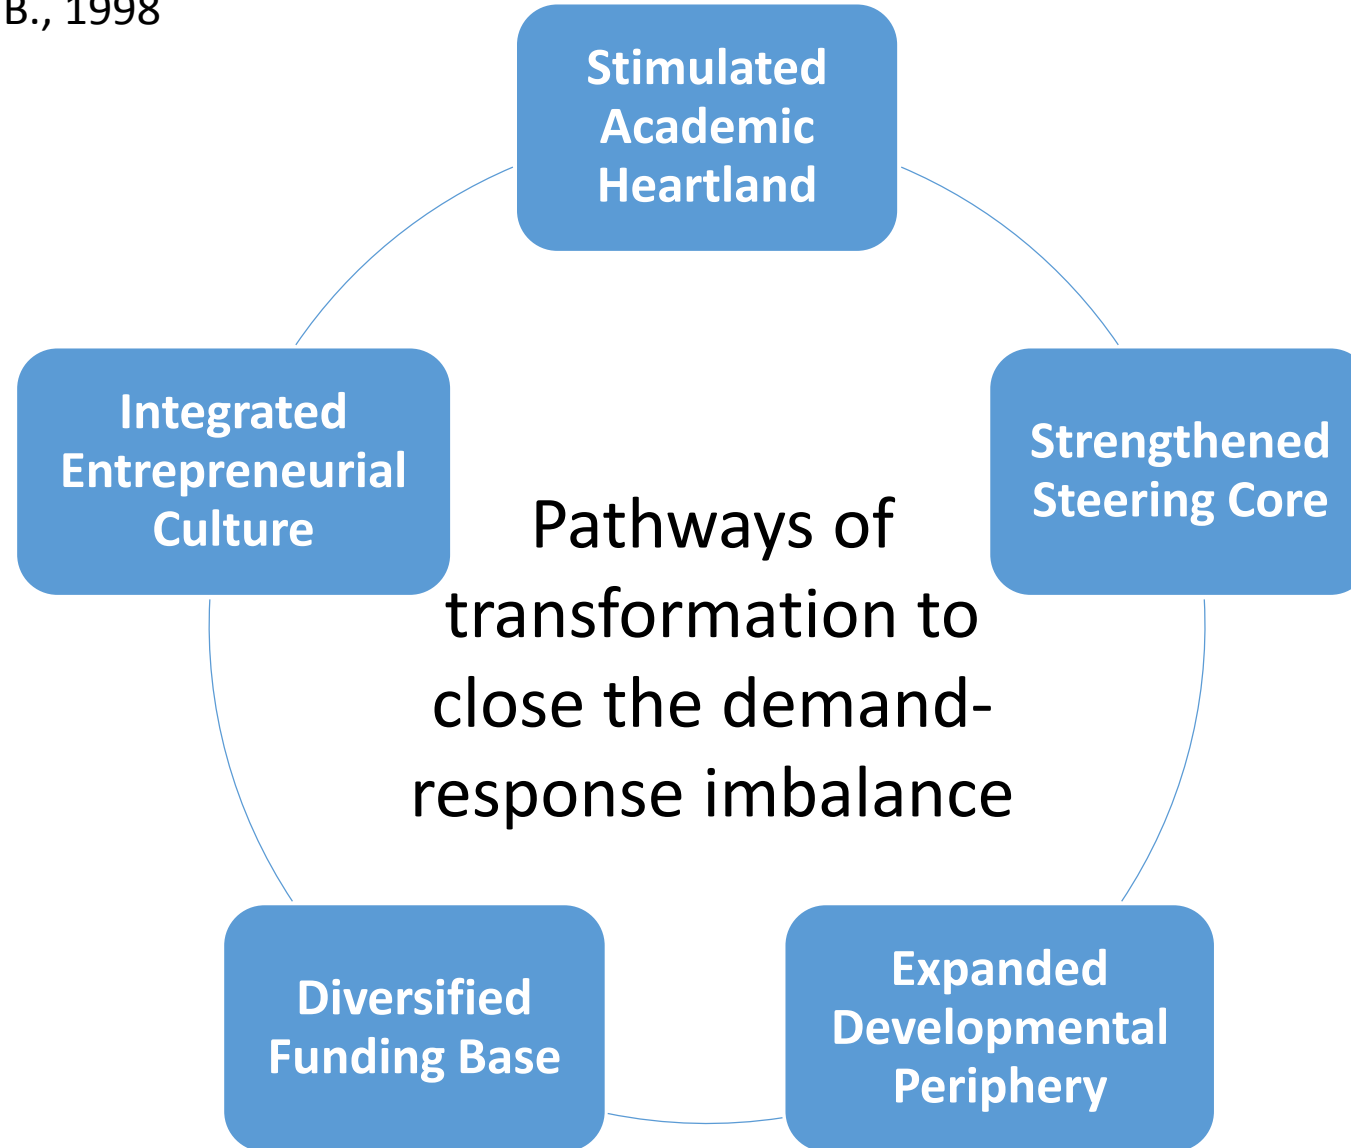 B., 1998
Stimulated
Academic
Heartland
Integrated
Entrepreneurial
Culture
Strengthened
Steering Core
Pathways of
transformation to
close the demand-
response imbalance
Diversified
Funding Base
Expanded
Developmental
Periphery